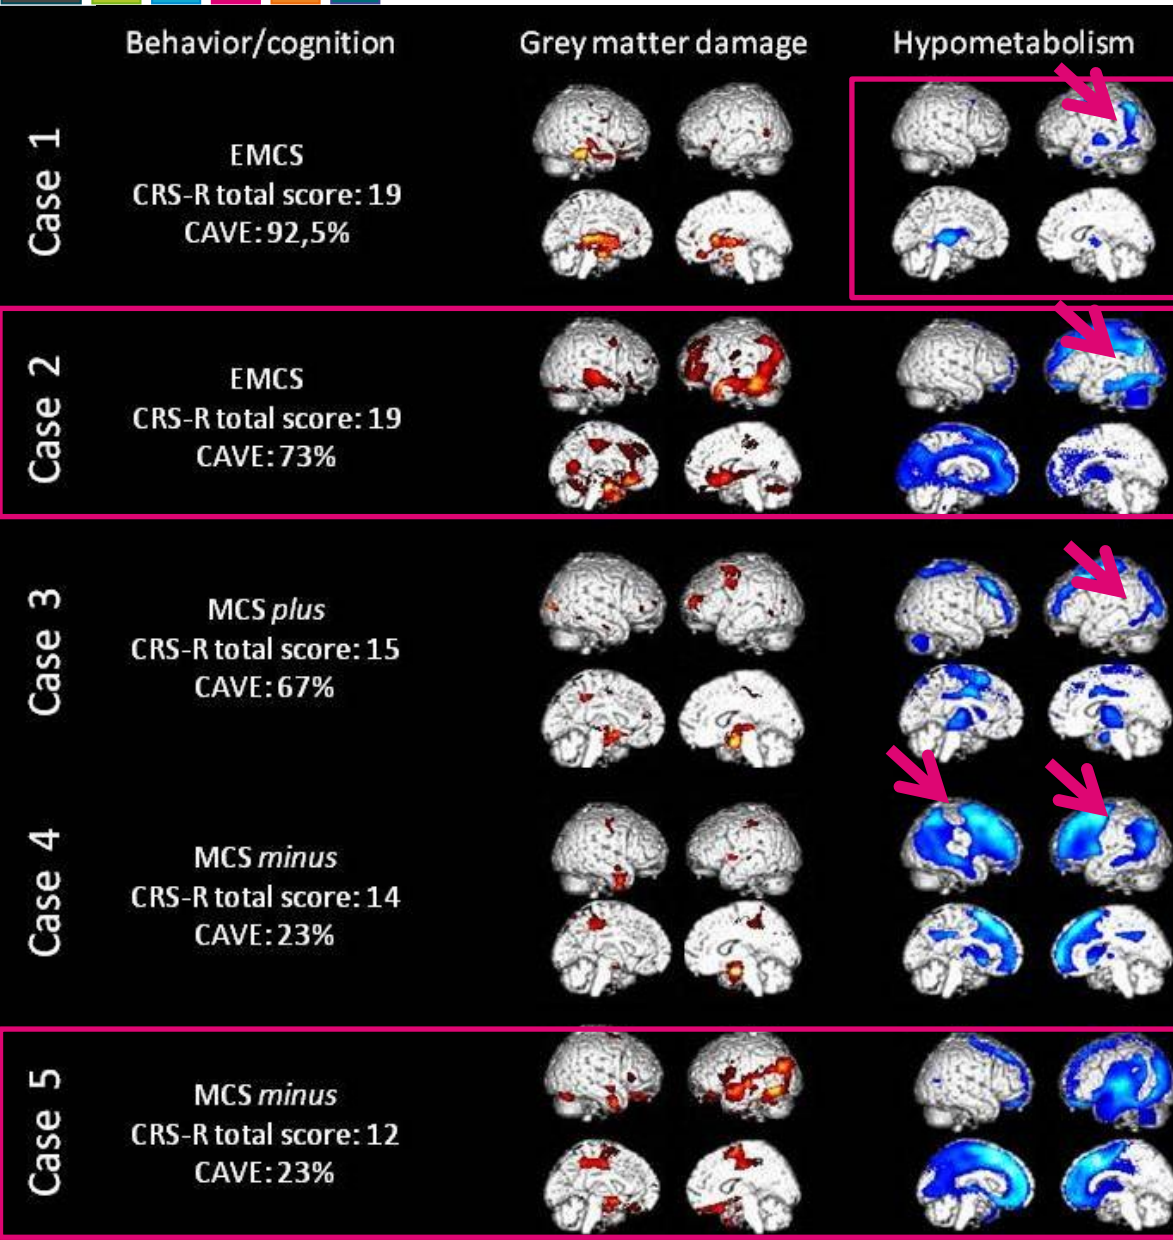 Behavior/cognition
Grey matter damage
Hypometabolism
Case 1
EMCS
CRS-R total score: 19
CAVE: 92,5%
Case 2
EMCS
CRS-R total score: 19
CAVE: 73%
Case 3
MCS plus
CRS-R total score: 15
CAVE: 67%
Case 4
MCS minus
CRS-R total score: 14
CAVE: 23%
Case 5
MCS minus
CRS-R total score: 12
CAVE: 23%